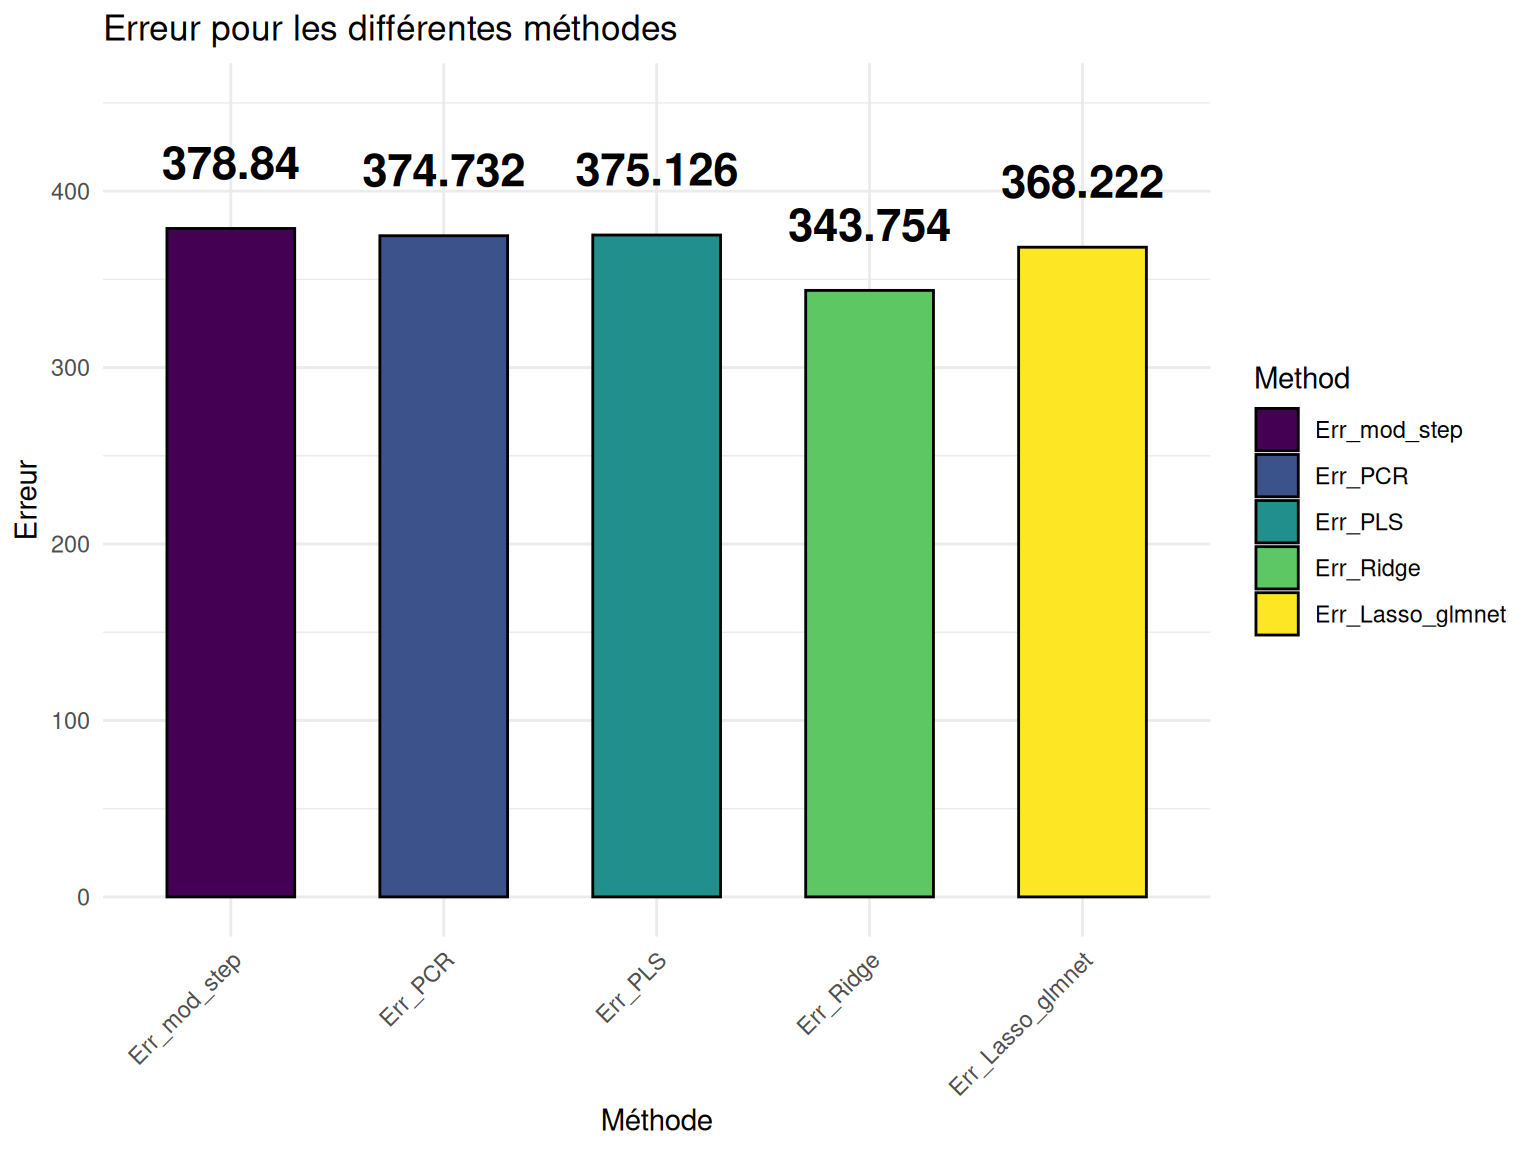 Erreur pour les différentes méthodes
378.84
374.732
375.126
343.754
368.222
400
300
200
100
0
Erreur
Err_mod_step
Err_PCR
Err_PLS
Err_Ridge
Err_Lasso_glmnet
Méthode
Method
Err_mod_step
Err_PCR
Err_PLS
Err_Ridge
Err_Lasso_glmnet